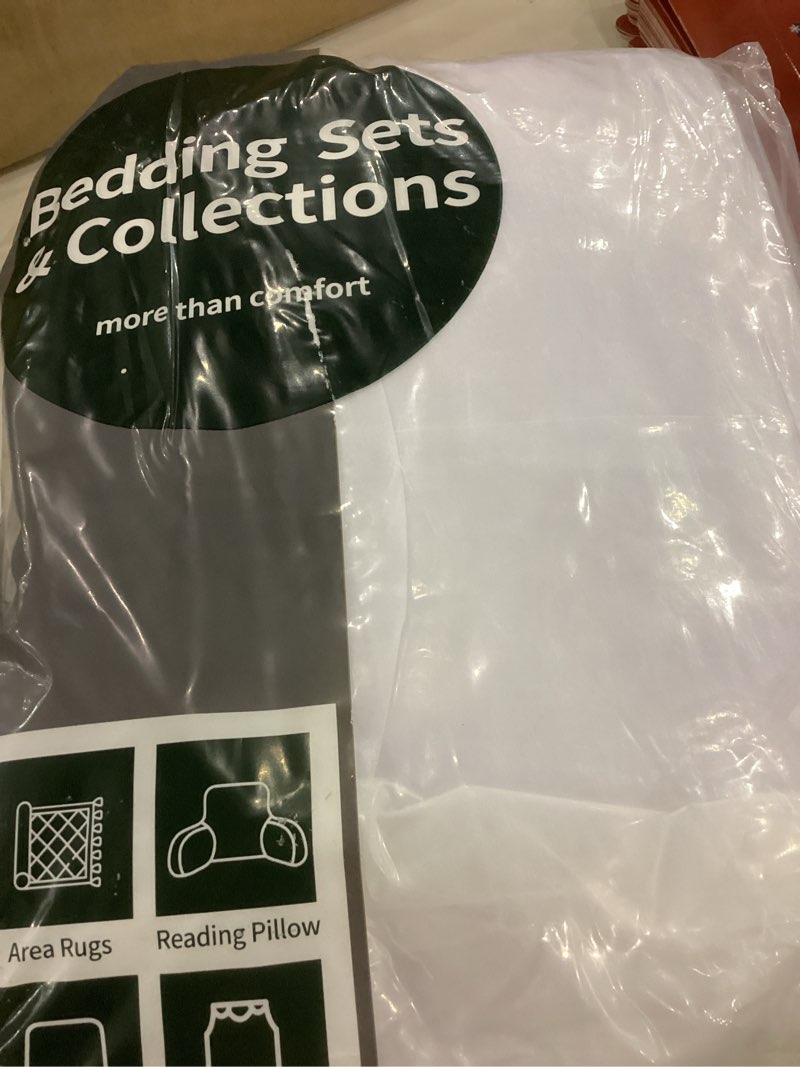 Bedding Sets
& Collections
more than comfort
Area Rugs
Reading Pillow